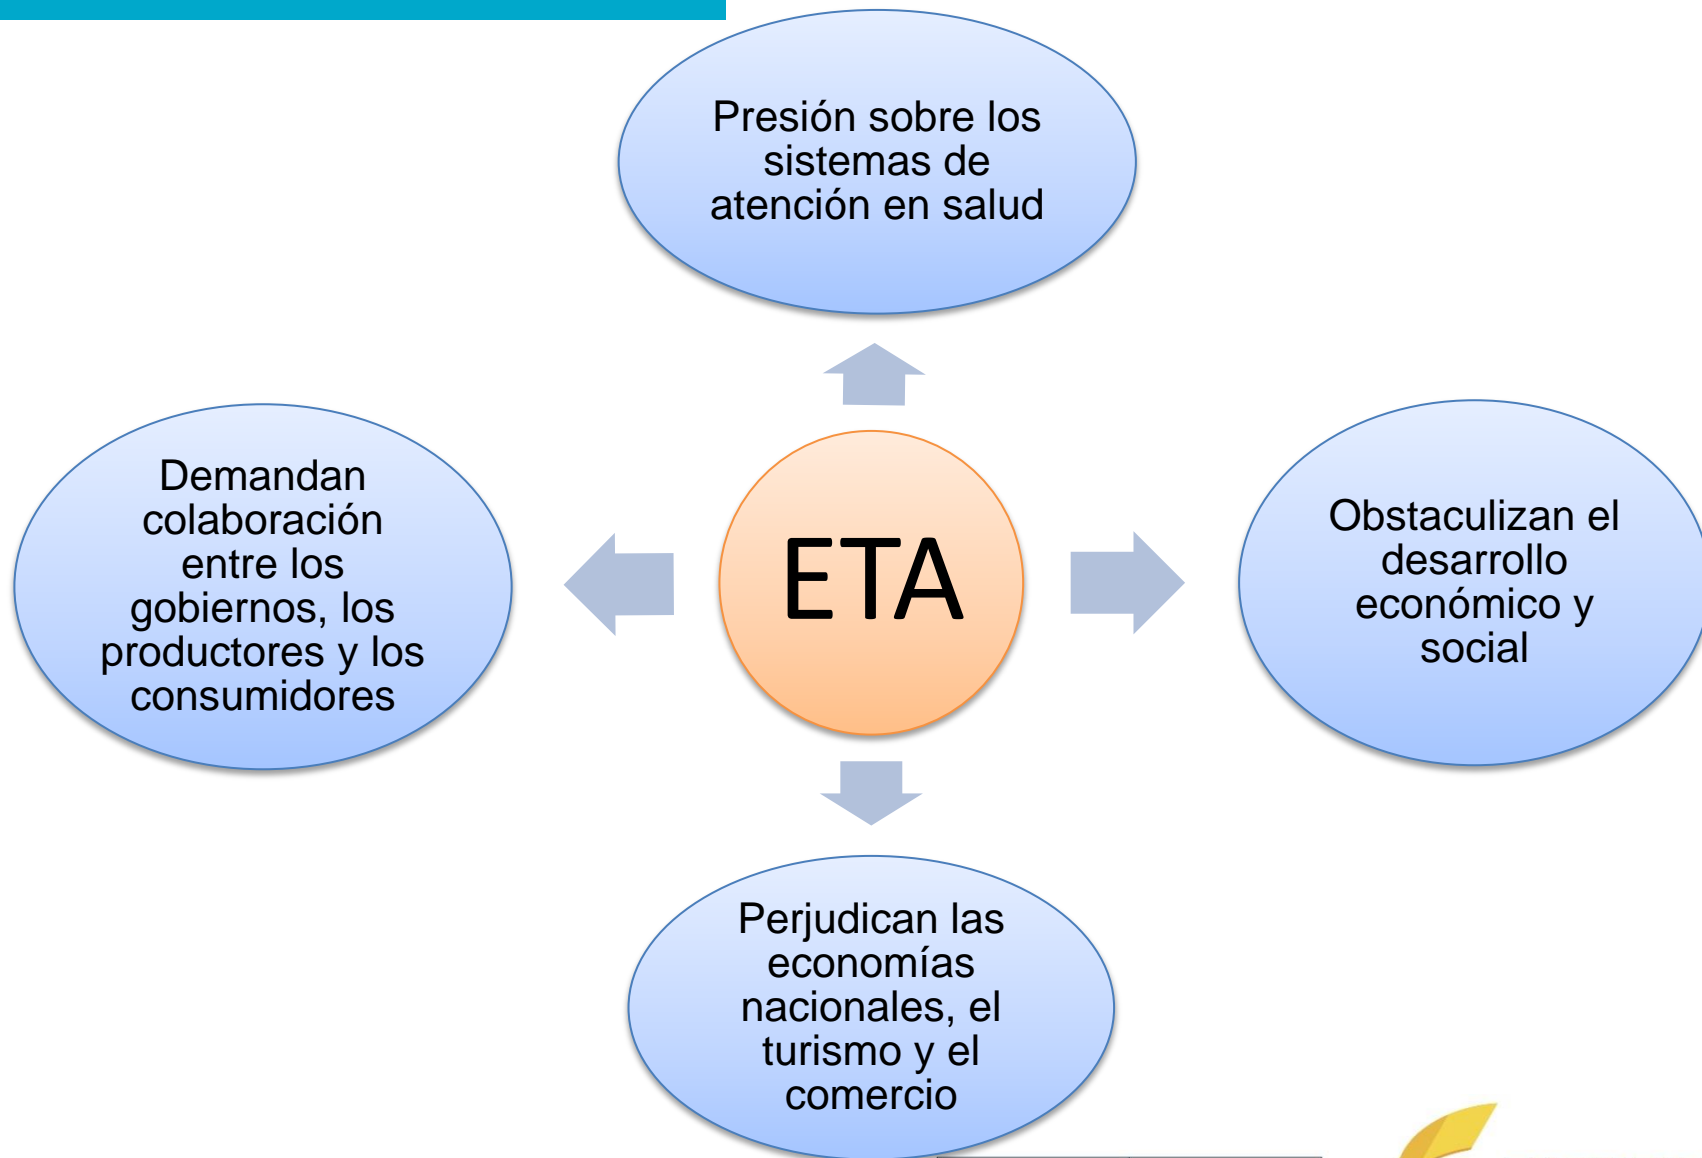 Presión sobre los
sistemas de
atención en salud
Demandan
colaboración
entre los
gobiernos, los
productores y los
consumidores
ETA
Obstaculizan el
desarrollo
económico y
social
Perjudican las
economías
nacionales, el
turismo y el
comercio